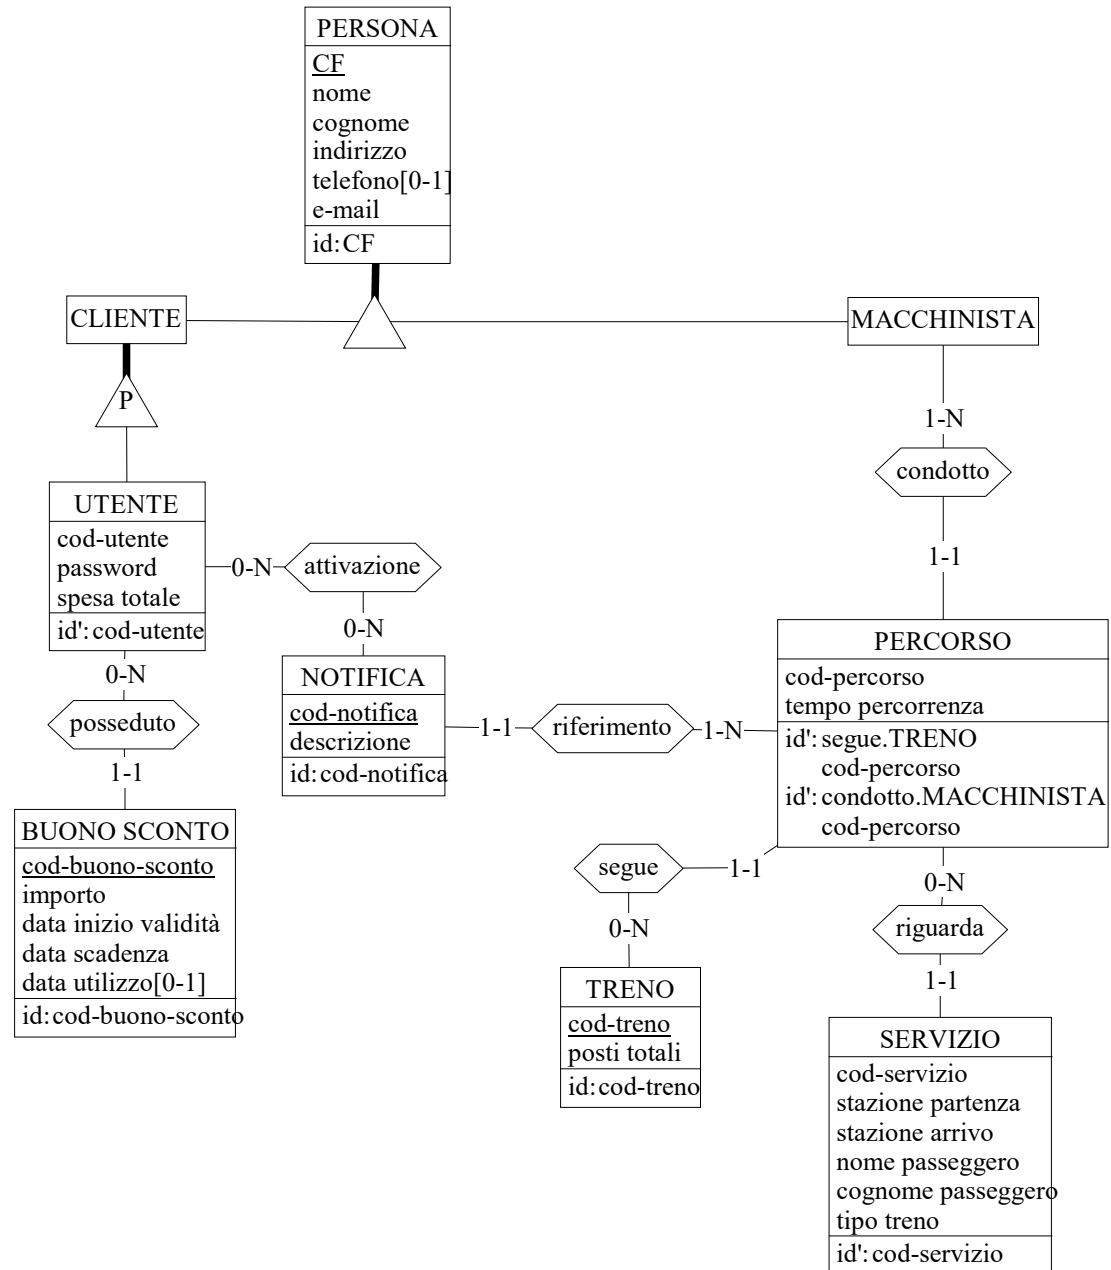 PERSONA
CF
nome
cognome
indirizzo
telefono[0-1]
e-mail
id:CF
CLIENTE
MACCHINISTA
P
1-N
condotto
1-1
UTENTE
cod-utente
password
spesa totale
id':cod-utente
0-N
attivazione
0-N
0-N
posseduto
1-1
NOTIFICA
cod-notifica
descrizione
id:cod-notifica
1-1
riferimento
1-N
PERCORSO
cod-percorso
tempo percorrenza
id':segue.TRENO
cod-percorso
id':condotto.MACCHINISTA
cod-percorso
BUONO SCONTO
cod-buono-sconto
importo
data inizio validità
data scadenza
data utilizzo[0-1]
id:cod-buono-sconto
segue
1-1
0-N
TRENO
cod-treno
posti totali
id:cod-treno
0-N
riguarda
1-1
SERVIZIO
cod-servizio
stazione partenza
stazione arrivo
nome passeggero
cognome passeggero
tipo treno
id':cod-servizio